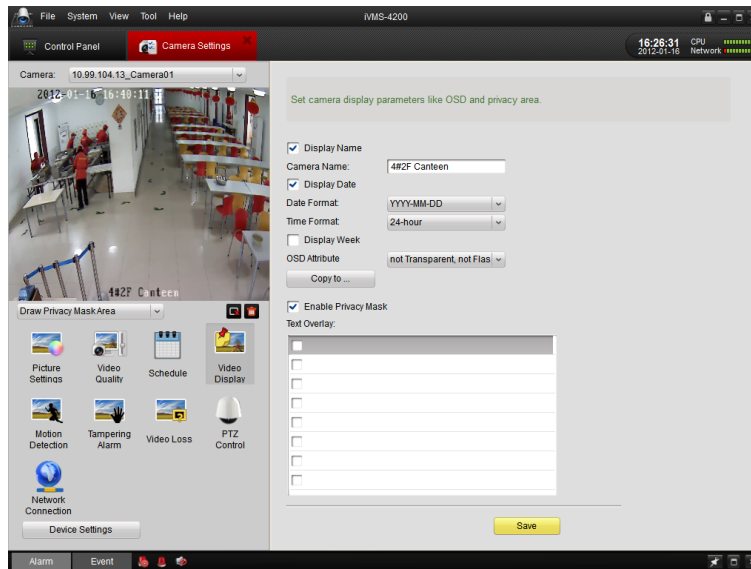 File System View Tool Help iVMS-4200
Control Panel Camera Settings 16:26:31 CPU
2012-01-16 Network
Camera: 10.99.104.13_Camera01
2012-01-16 16:40:11
4#2F Canteen
Draw Privacy Mask Area
Picture Settings
Video Quality
Schedule
Video Display
Motion Detection
Tampering Alarm
Video Loss
PTZ Control
Network Connection
Device Settings
Set camera display parameters like OSD and privacy area.
Display Name
Camera Name: 4#2F Canteen
Display Date
Date Format: YYYY-MM-DD
Time Format: 24-hour
Display Week
OSD Attribute not Transparent, not Flas
Copy to ...
Enable Privacy Mask
Text Overlay:
Save
Alarm Event